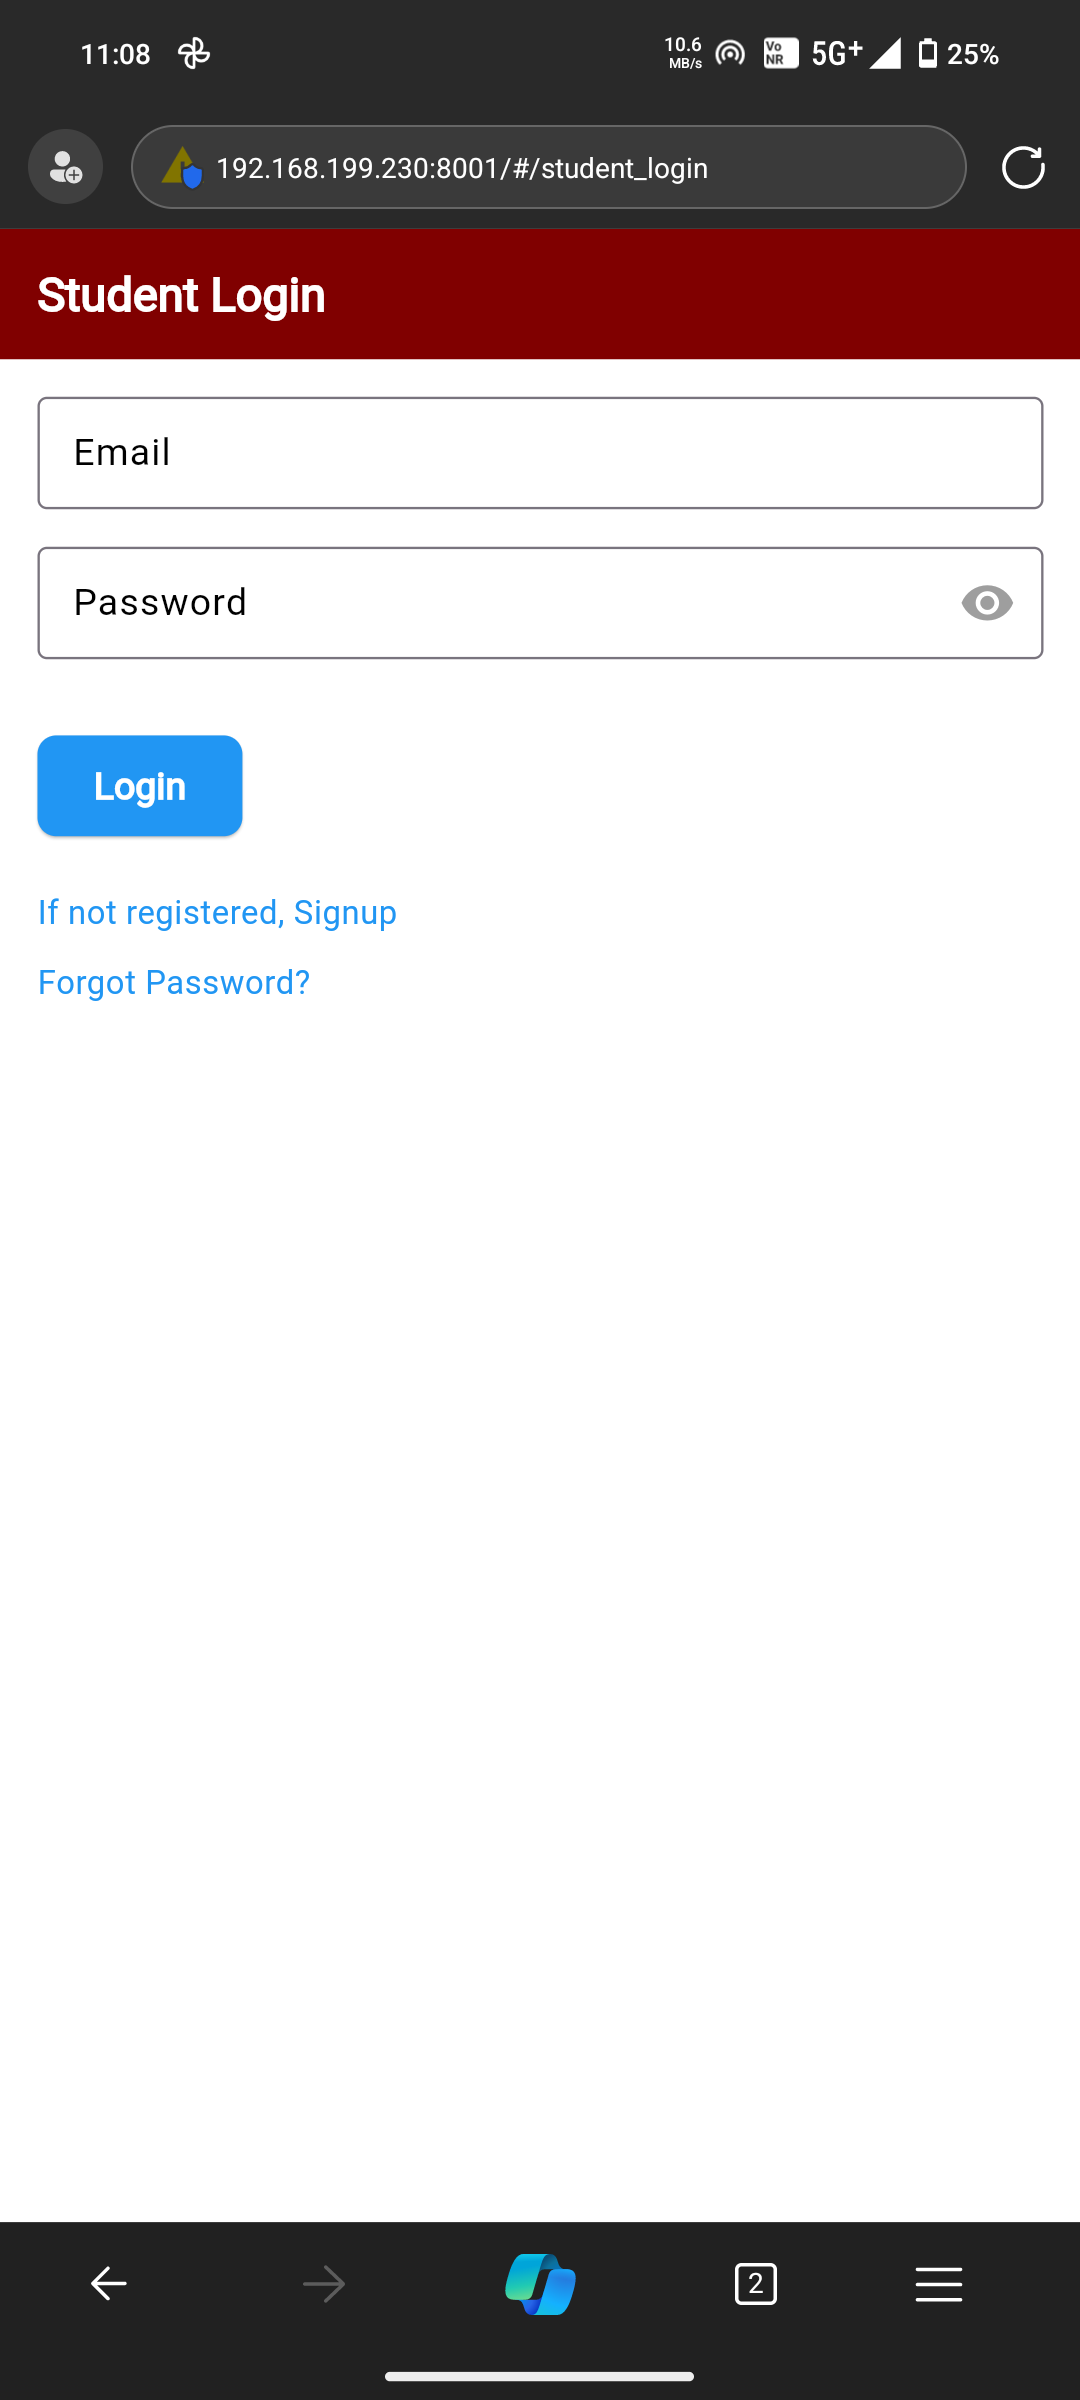 11:08 10.6 MB/s Vo NR 5G+ 25%
192.168.199.230:8001/#/student_login
Student Login
Email
Password
Login
If not registered, Signup
Forgot Password?
2